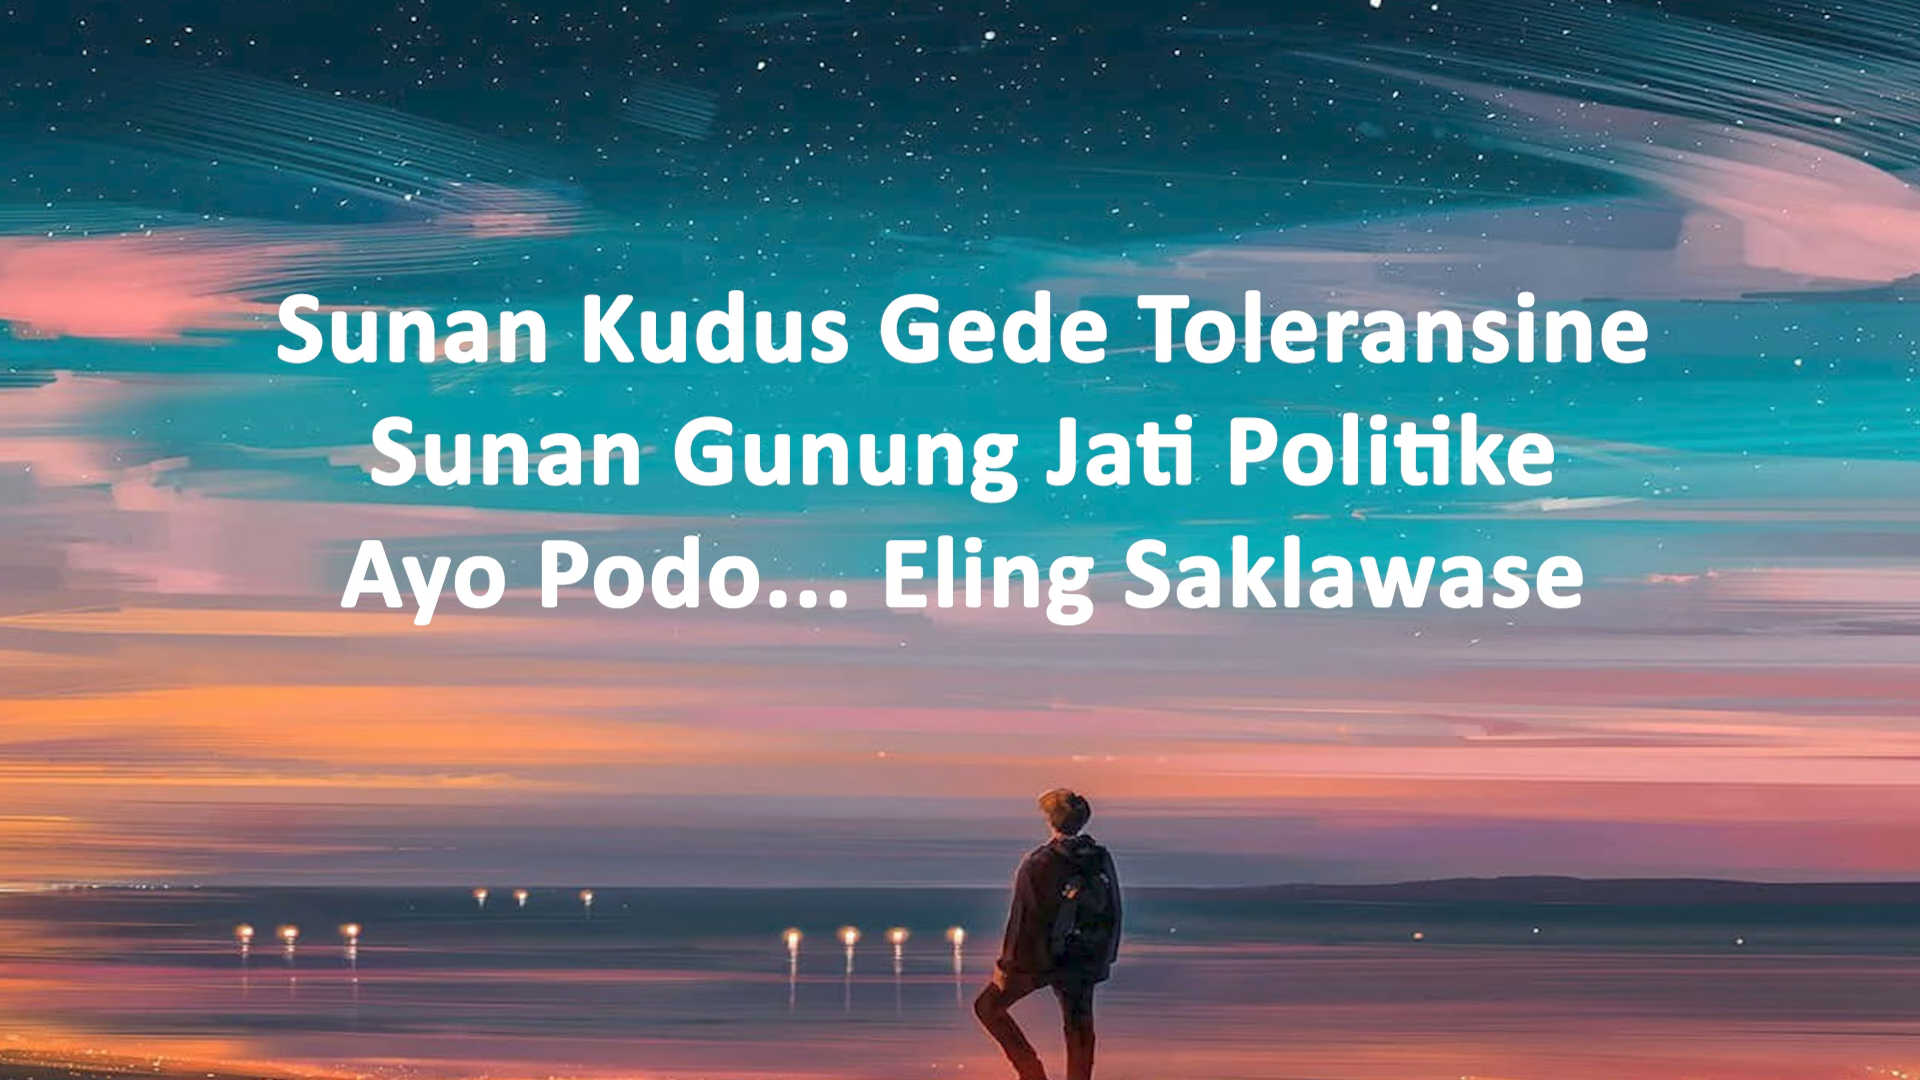 Sunan Kudus Gede Toleransine
Sunan Gunung Jati Politike
Ayo Podo... Eling Saklawase